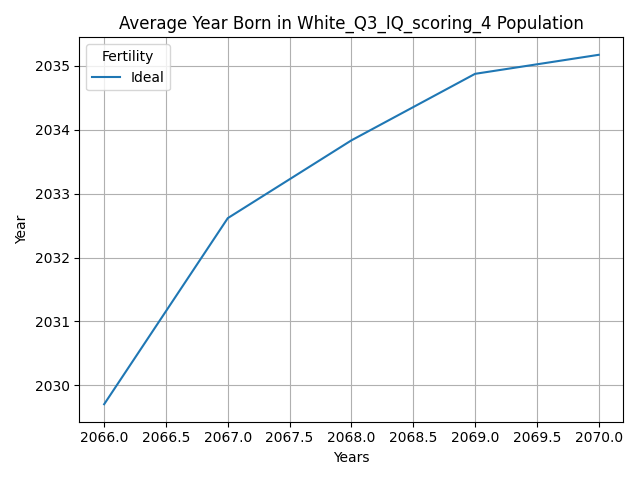 Average Year Born in White_Q3_IQ_scoring_4 Population
Fertility
Ideal
2035
2034
2033
2032
2031
2030
Year
2066.0 2066.5 2067.0 2067.5 2068.0 2068.5 2069.0 2069.5 2070.0
Years